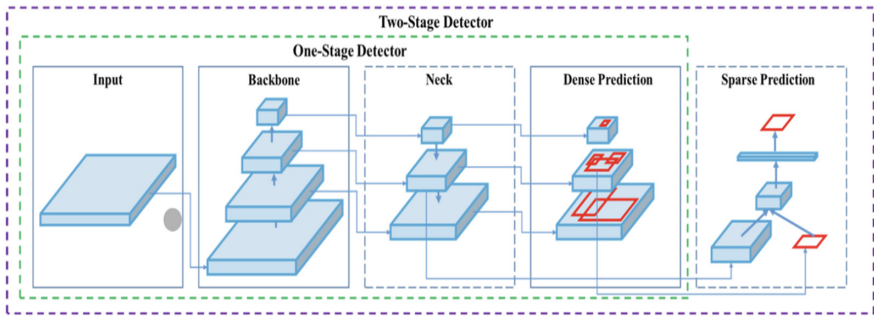 Two-Stage Detector
One-Stage Detector
Input
Backbone
Neck
Dense Prediction
Sparse Prediction